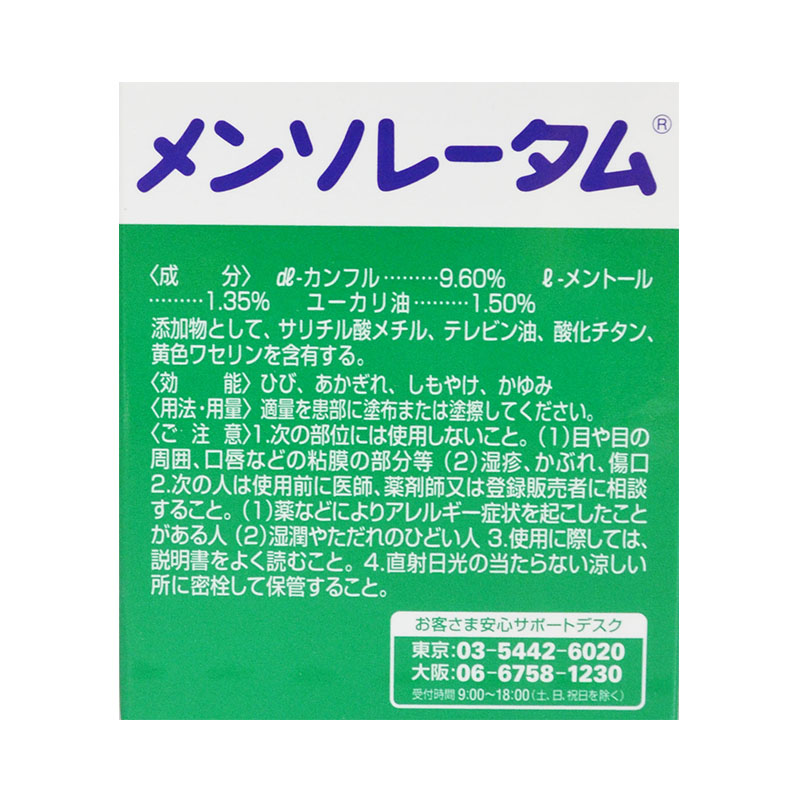 メンソレータム®
〈成　分〉 dℓ-カンフル………9.60%　ℓ-メントール
………1.35%　ユーカリ油………1.50%
添加物として、サリチル酸メチル、テレビン油、酸化チタン、
黄色ワセリンを含有する。
〈効　能〉ひび、あかぎれ、しもやけ、かゆみ
〈用法・用量〉適量を患部に塗布または塗擦してください。
〈ご 注 意〉1.次の部位には使用しないこと。(1)目や目の
周囲、口唇などの粘膜の部分等 (2)湿疹、かぶれ、傷口
2.次の人は使用前に医師、薬剤師又は登録販売者に相談
すること。(1)薬などによりアレルギー症状を起こしたこと
がある人 (2)湿潤やただれのひどい人 3.使用に際しては、
説明書をよく読むこと。 4.直射日光の当たらない涼しい
所に密栓して保管すること。
お客さま安心サポートデスク
東京:03-5442-6020
大阪:06-6758-1230
受付時間 9:00〜18:00(土、日、祝日を除く)